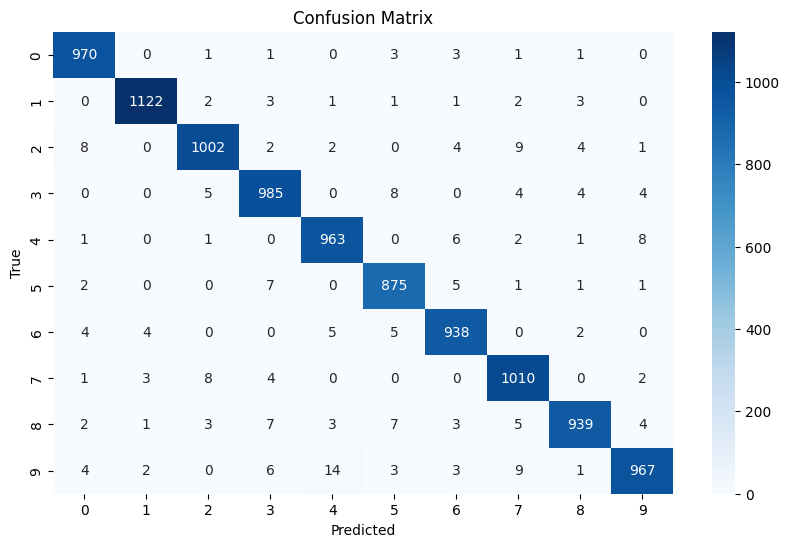 Confusion Matrix
0 970 0 1 1 0 3 3 1 1 0
1 0 1122 2 3 1 1 1 2 3 0
2 8 0 1002 2 2 0 4 9 4 1
3 0 0 5 985 0 8 0 4 4 4
4 1 0 1 0 963 0 6 2 1 8
5 2 0 0 7 0 875 5 1 1 1
6 4 4 0 0 5 5 938 0 2 0
7 1 3 8 4 0 0 0 1010 0 2
8 2 1 3 7 3 7 3 5 939 4
9 4 2 0 6 14 3 3 9 1 967
0 1 2 3 4 5 6 7 8 9
Predicted
True
1000
800
600
400
200
0